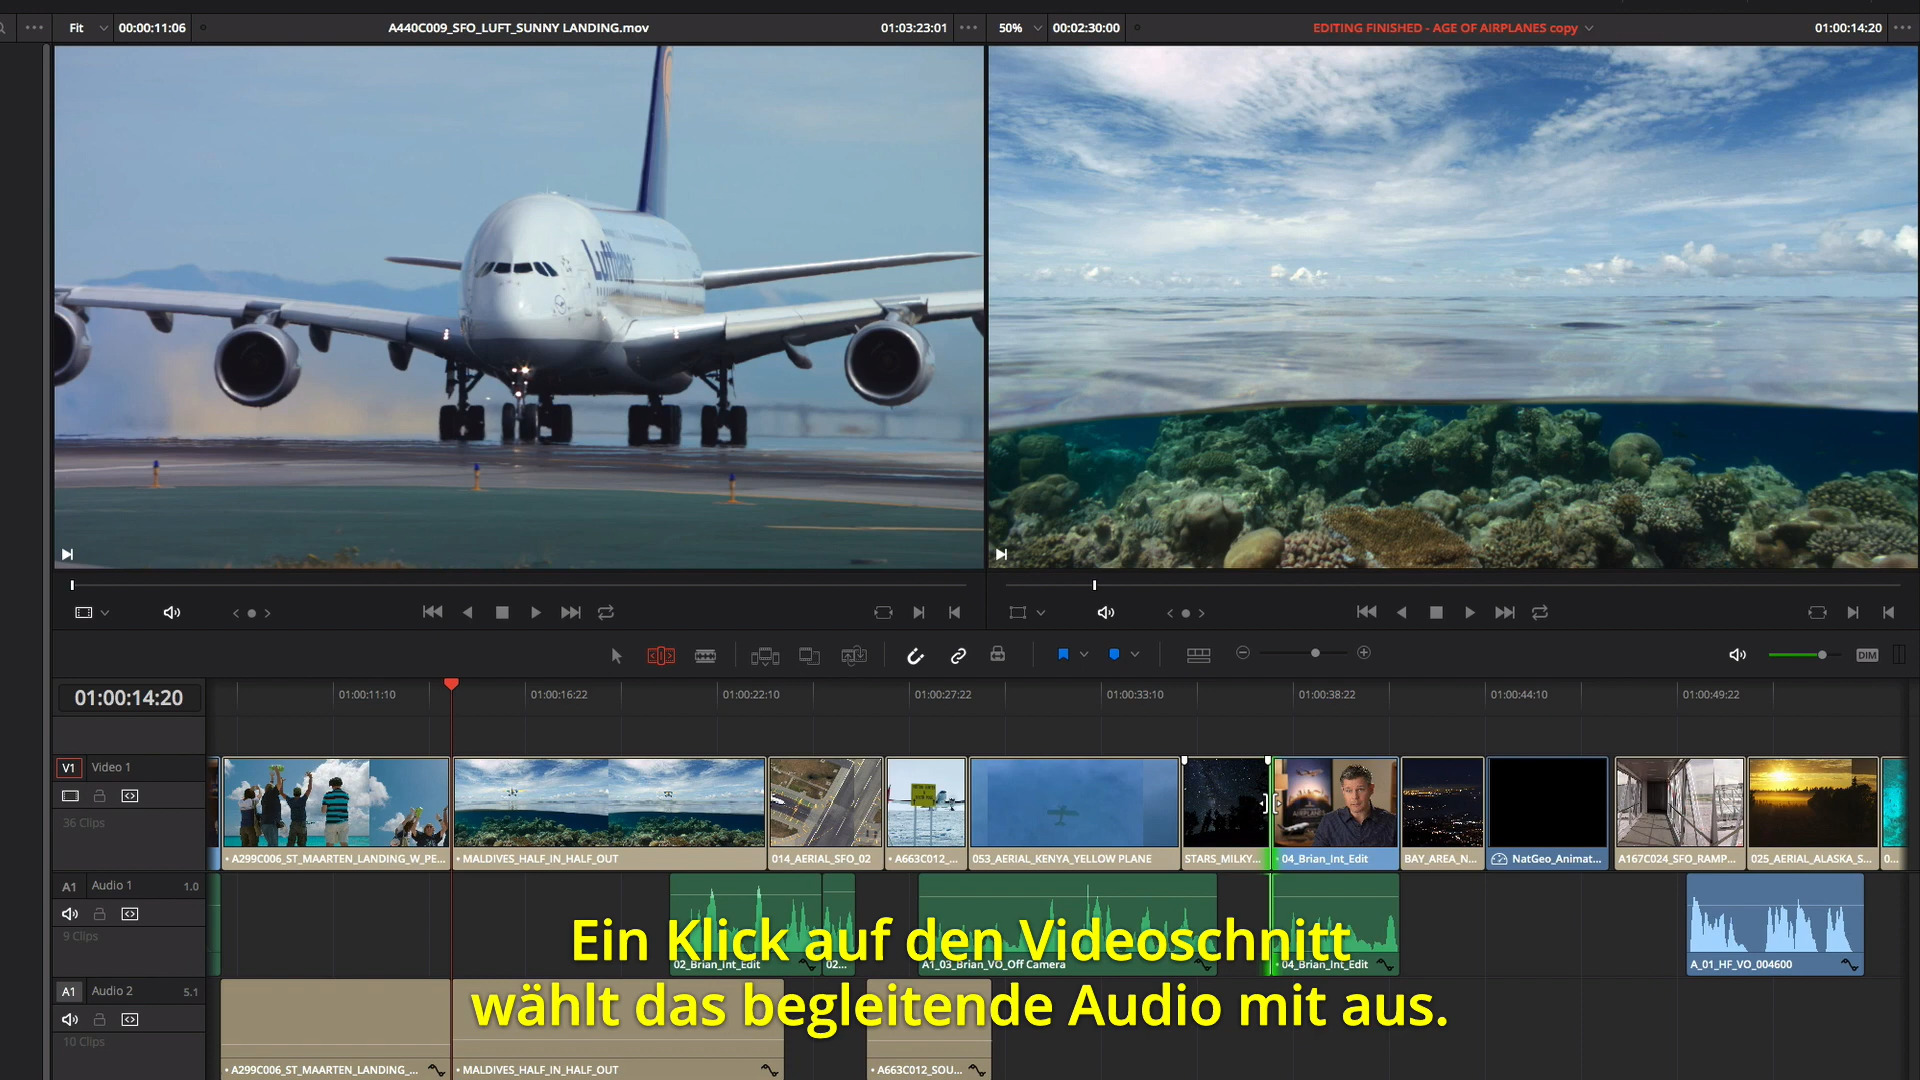 Fit 00:00:11:06 A440C009_SFO_LUFT_SUNNY LANDING.mov 01:03:23:01 50% 00:02:30:00 EDITING FINISHED - AGE OF AIRPLANES copy 01:00:14:20
Lufthansa
DIM
01:00:14:20 01:00:11:10 01:00:16:22 01:00:22:10 01:00:27:22 01:00:33:10 01:00:38:22 01:00:44:10 01:00:49:22
V1 Video 1
36 Clips
• A299C006_ST_MAARTEN_LANDING_W_PE... • MALDIVES_HALF_IN_HALF_OUT 014_AERIAL_SFO_02 • A663C012_... 053_AERIAL_KENYA_YELLOW PLANE STARS_MILKY... • 04_Brian_Int_Edit BAY_AREA_N... NatGeo_Animat... A167C024_SFO_RAMP... 025_AERIAL_ALASKA_S... 0...
A1 Audio 1 1.0
9 Clips
Ein Klick auf den Videoschnitt
02_Brian_Int_Edit 02... A1_03_Brian_VO_Off Camera • 04_Brian_Int_Edit A_01_HF_VO_004600
A1 Audio 2 5.1
wählt das begleitende Audio mit aus.
10 Clips
• A299C006_ST_MAARTEN_LANDING_... • MALDIVES_HALF_IN_HALF_OUT • A663C012_SOU...